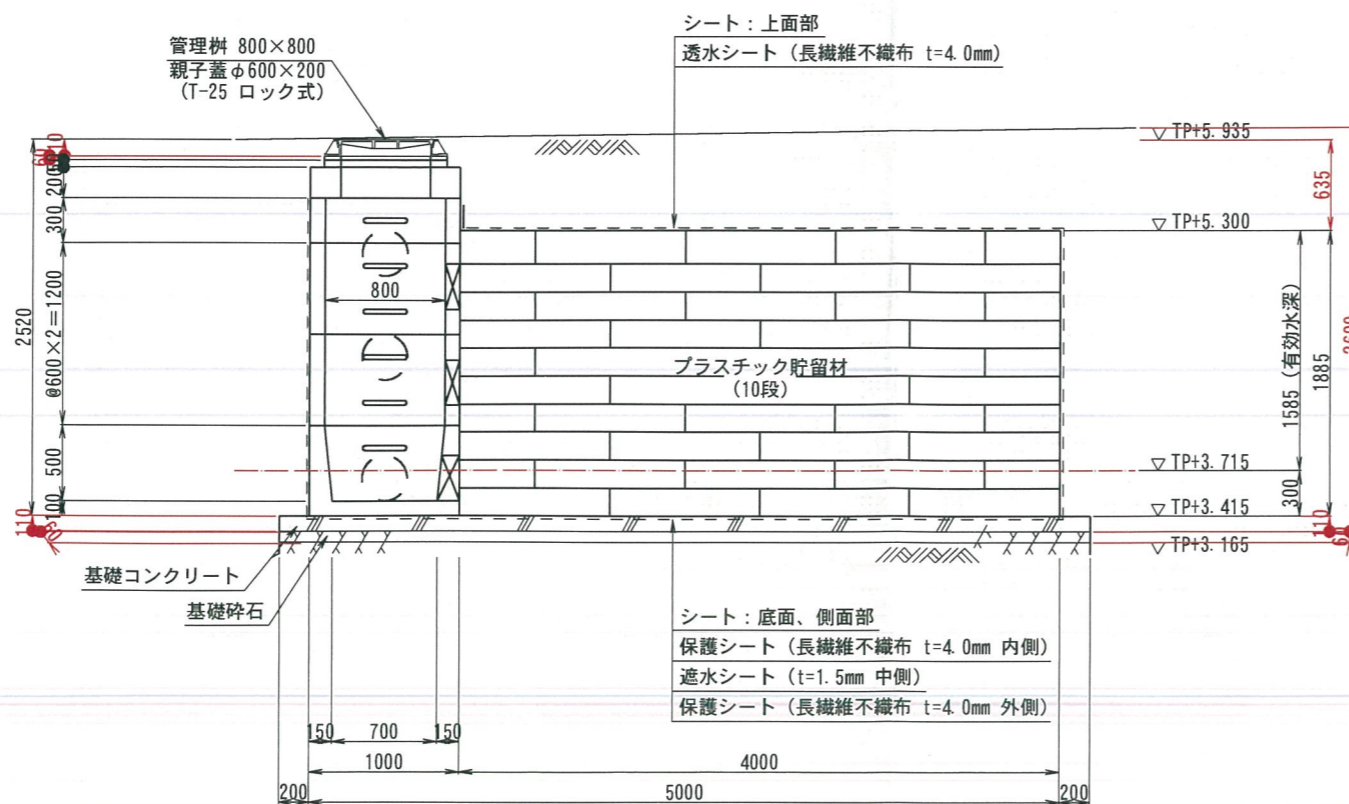 シート：上面部
透水シート（長繊維不織布 t=4.0mm）
管理桝 800×800
親子蓋φ600×200
(T-25 ロック式)
TP+5.935
635
TP+5.300
200
300
@600×2＝1200
2520
500
100
110
60
800
プラスチック貯留材
(10段)
1585（有効水深）
1885
TP+3.715
300
TP+3.415
110
60
TP+3.165
基礎コンクリート
基礎砕石
シート：底面、側面部
保護シート（長繊維不織布 t=4.0mm 内側）
遮水シート（t=1.5mm 中側）
保護シート（長繊維不織布 t=4.0mm 外側）
150
700
150
1000
4000
200
5000
200